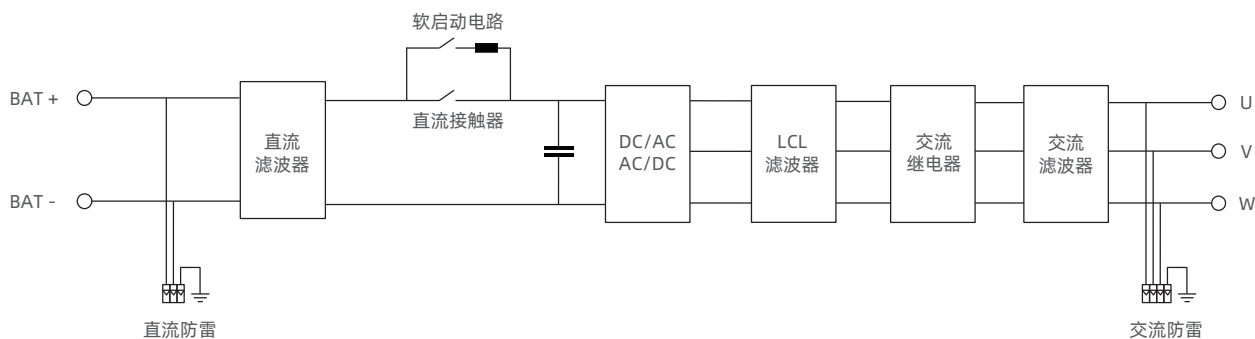 软启动电路
BAT +
直流接触器
U
直流
滤波器
DC/AC
AC/DC
LCL
滤波器
交流
继电器
交流
滤波器
V
BAT -
W
直流防雷
交流防雷